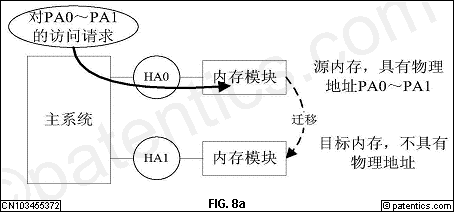 对PA0～PA1
的访问请求
HA0
内存模块
源内存，具有物理
地址PA0～PA1
主系统
迁移
HA1
内存模块
目标内存，不具有
物理地址
CN103455372
FIG. 8a
© patentics.com
©patentics.com